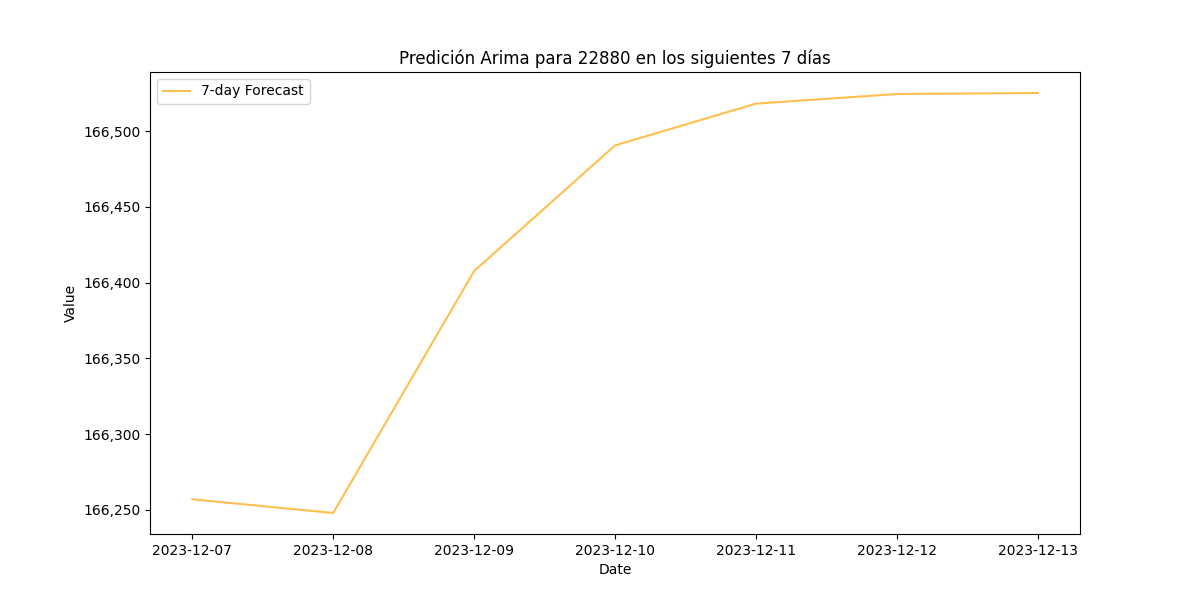 Predición Arima para 22880 en los siguientes 7 días
7-day Forecast
166,500
166,450
166,400
166,350
166,300
166,250
Value
2023-12-07 2023-12-08 2023-12-09 2023-12-10 2023-12-11 2023-12-12 2023-12-13
Date